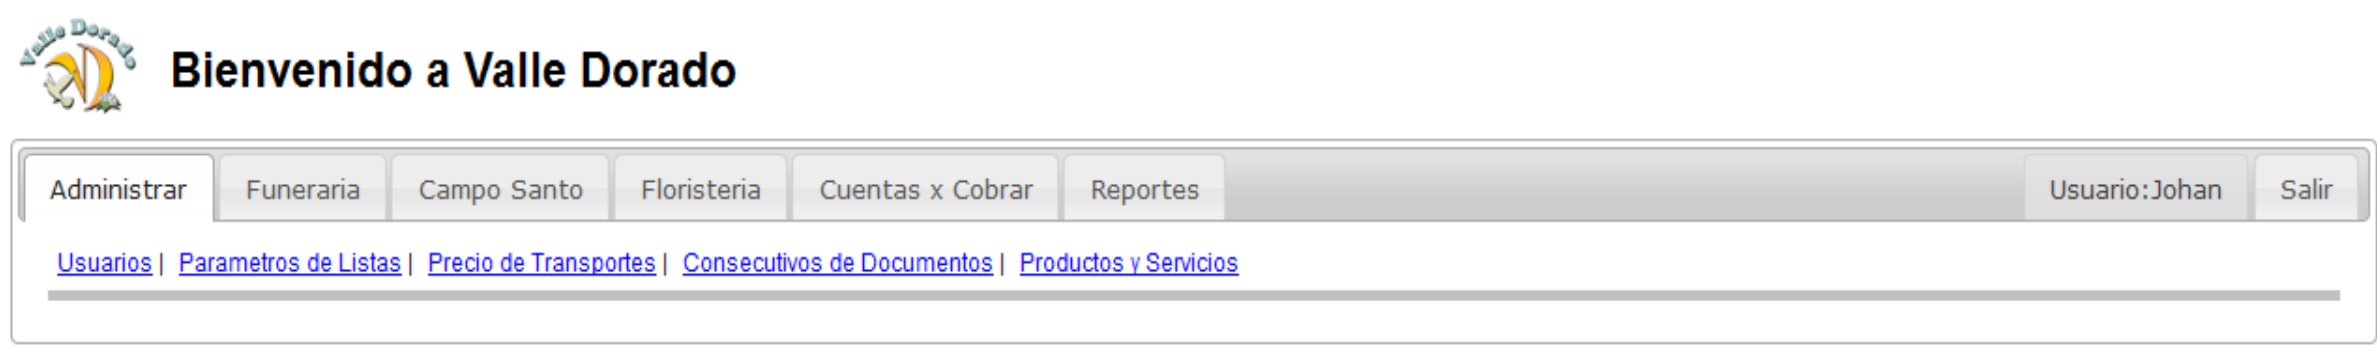 Valle Dorado
Bienvenido a Valle Dorado
Administrar Funeraria Campo Santo Floristeria Cuentas x Cobrar Reportes Usuario:Johan Salir
Usuarios | Parametros de Listas | Precio de Transportes | Consecutivos de Documentos | Productos y Servicios